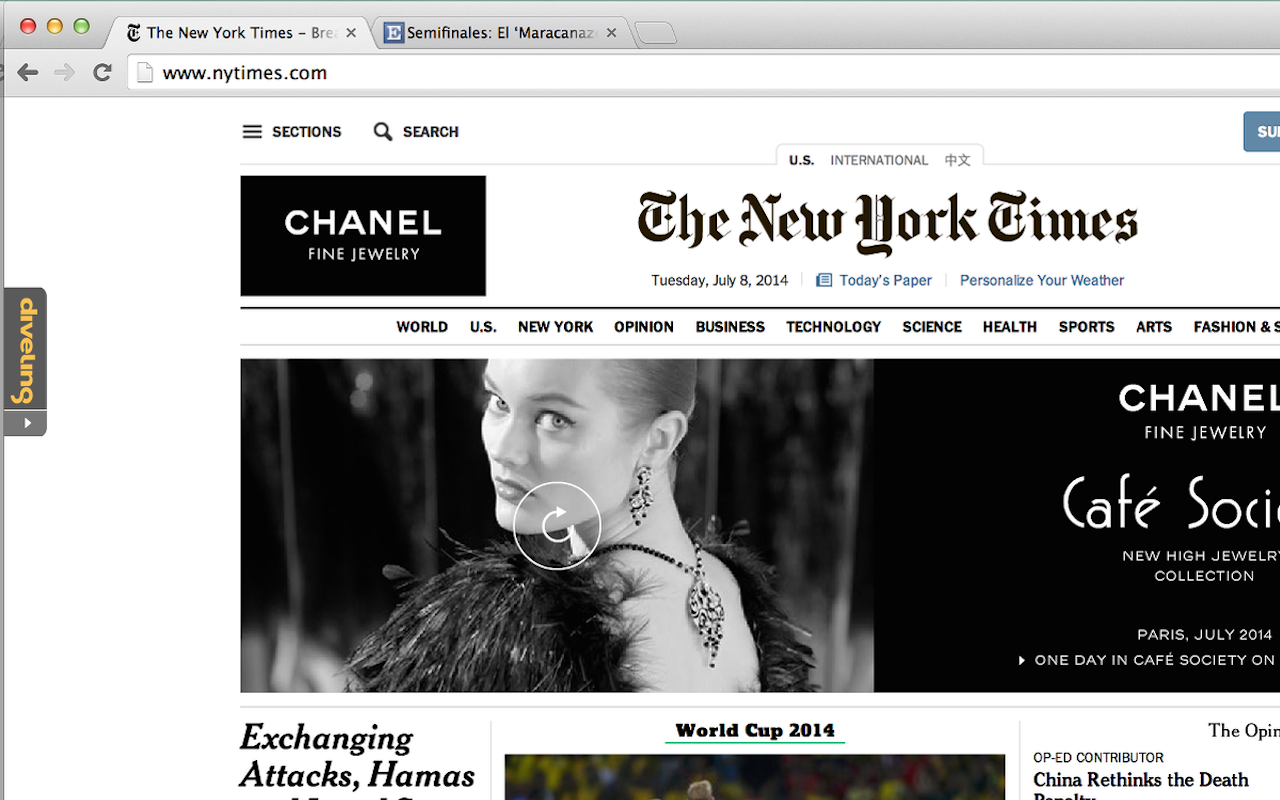 The New York Times – Brea
Semifinales: El ‘Maracanaz
www.nytimes.com
SECTIONS SEARCH
SU
U.S. INTERNATIONAL 中文
CHANEL
FINE JEWELRY
The New York Times
Tuesday, July 8, 2014 Today’s Paper Personalize Your Weather
WORLD U.S. NEW YORK OPINION BUSINESS TECHNOLOGY SCIENCE HEALTH SPORTS ARTS FASHION & S
diveung
CHANEL
FINE JEWELRY
Café Soci
NEW HIGH JEWELRY
COLLECTION
PARIS, JULY 2014
ONE DAY IN CAFÉ SOCIETY ON
Exchanging
Attacks, Hamas
World Cup 2014
The Opin
OP-ED CONTRIBUTOR
China Rethinks the Death
Penalty